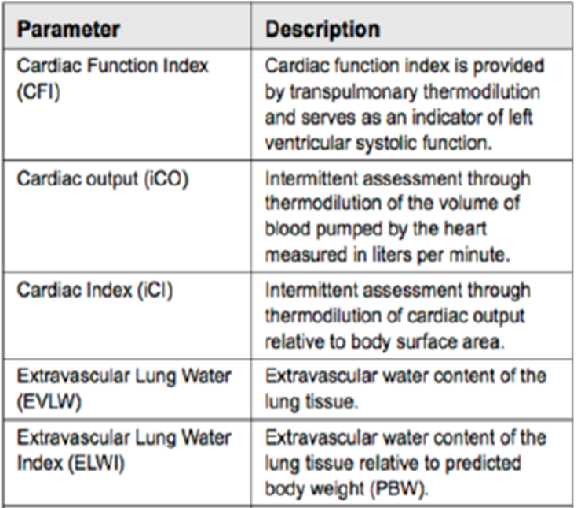 Parameter
Description
Cardiac Function Index
(CFI)
Cardiac function index is provided
by transpulmonary thermodilution
and serves as an indicator of left
ventricular systolic function.
Cardiac output (iCO)
Intermittent assessment through
thermodilution of the volume of
blood pumped by the heart
measured in liters per minute.
Cardiac Index (iCI)
Intermittent assessment through
thermodilution of cardiac output
relative to body surface area.
Extravascular Lung Water
(EVLW)
Extravascular water content of the
lung tissue.
Extravascular Lung Water
Index (ELWI)
Extravascular water content of the
lung tissue relative to predicted
body weight (PBW).